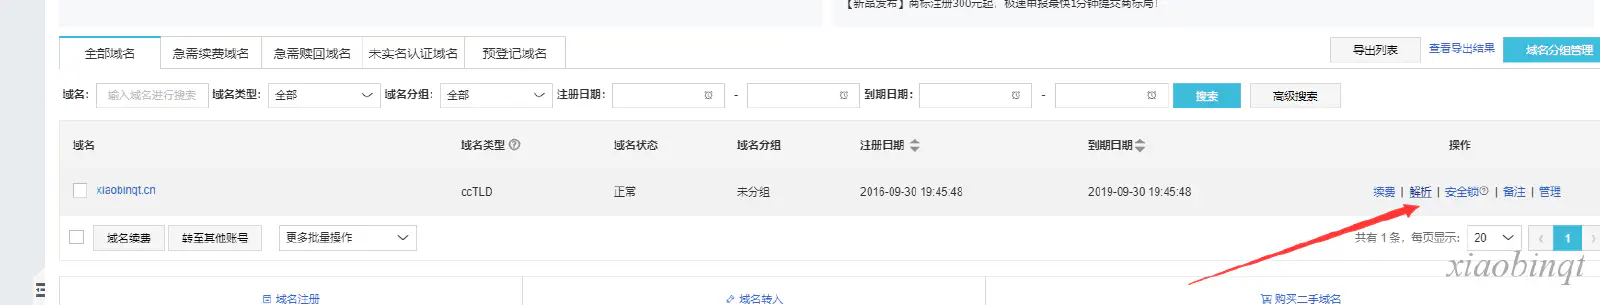 【新品发布】商标注册300元起，极速申报最快1分钟提交商标局！
全部域名 急需续费域名 急需赎回域名 未实名认证域名 预登记域名 导出列表 查看导出结果 域名分组管理
域名： 输入域名进行搜索 域名类型： 全部 域名分组： 全部 注册日期： - 到期日期： - 搜索 高级搜索
域名 域名类型 域名状态 域名分组 注册日期 到期日期 操作
xiaobinqt.cn ccTLD 正常 未分组 2016-09-30 19:45:48 2019-09-30 19:45:48 续费 | 解析 | 安全锁 | 备注 | 管理
域名续费 转至其他账号 更多批量操作 共有 1 条，每页显示： 20 ‹ 1 ›
xiaobinqt
域名注册 域名转入 购买二手域名